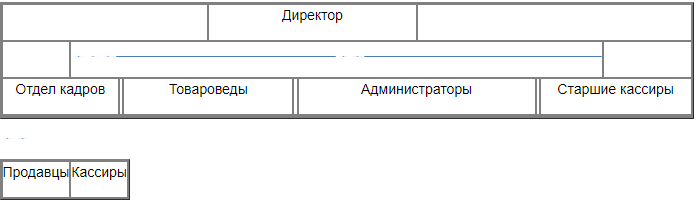 Директор
Отдел кадров Товароведы Администраторы Старшие кассиры
Продавцы Кассиры